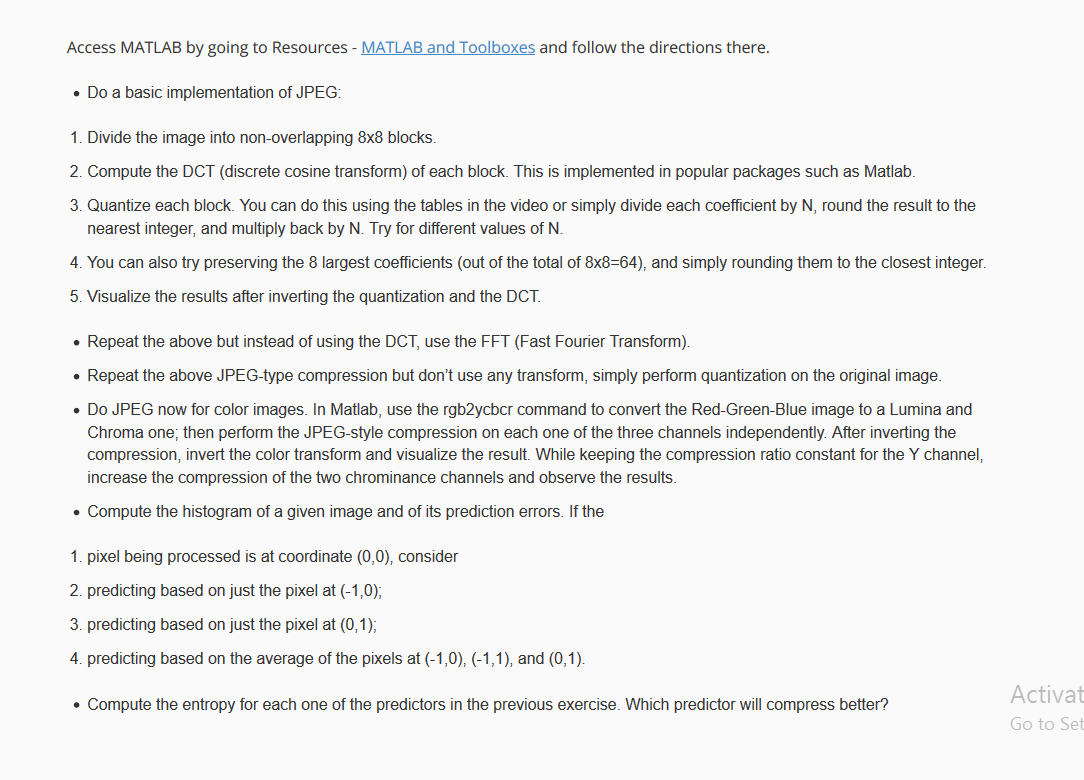 Access MATLAB by going to Resources - MATLAB and Toolboxes and follow the directions there.
• Do a basic implementation of JPEG:
1. Divide the image into non-overlapping 8x8 blocks.
2. Compute the DCT (discrete cosine transform) of each block. This is implemented in popular packages such as Matlab.
3. Quantize each block. You can do this using the tables in the video or simply divide each coefficient by N, round the result to the
nearest integer, and multiply back by N. Try for different values of N.
4. You can also try preserving the 8 largest coefficients (out of the total of 8x8=64), and simply rounding them to the closest integer.
5. Visualize the results after inverting the quantization and the DCT.
• Repeat the above but instead of using the DCT, use the FFT (Fast Fourier Transform).
• Repeat the above JPEG-type compression but don’t use any transform, simply perform quantization on the original image.
• Do JPEG now for color images. In Matlab, use the rgb2ycbcr command to convert the Red-Green-Blue image to a Lumina and
Chroma one; then perform the JPEG-style compression on each one of the three channels independently. After inverting the
compression, invert the color transform and visualize the result. While keeping the compression ratio constant for the Y channel,
increase the compression of the two chrominance channels and observe the results.
• Compute the histogram of a given image and of its prediction errors. If the
1. pixel being processed is at coordinate (0,0), consider
2. predicting based on just the pixel at (-1,0);
3. predicting based on just the pixel at (0,1);
4. predicting based on the average of the pixels at (-1,0), (-1,1), and (0,1).
• Compute the entropy for each one of the predictors in the previous exercise. Which predictor will compress better?
Activat
Go to Set